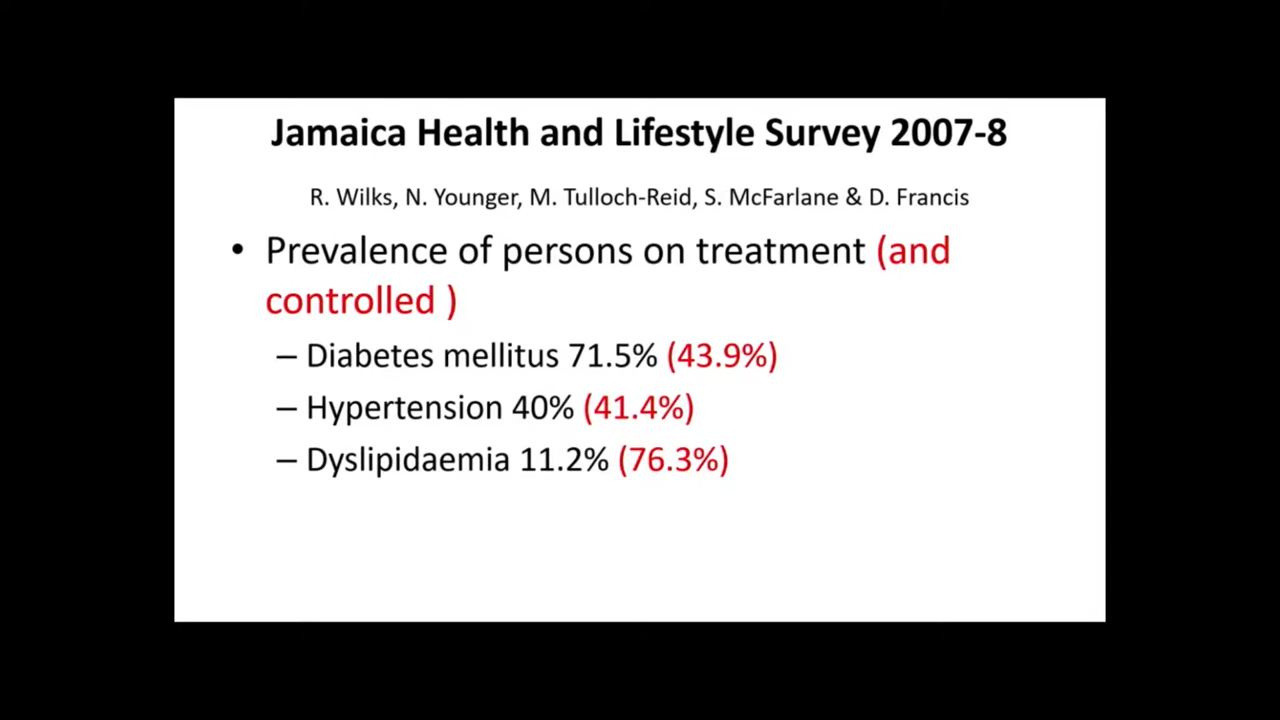 Jamaica Health and Lifestyle Survey 2007-8
R. Wilks, N. Younger, M. Tulloch-Reid, S. McFarlane & D. Francis
• Prevalence of persons on treatment (and
controlled )
– Diabetes mellitus 71.5% (43.9%)
– Hypertension 40% (41.4%)
– Dyslipidaemia 11.2% (76.3%)